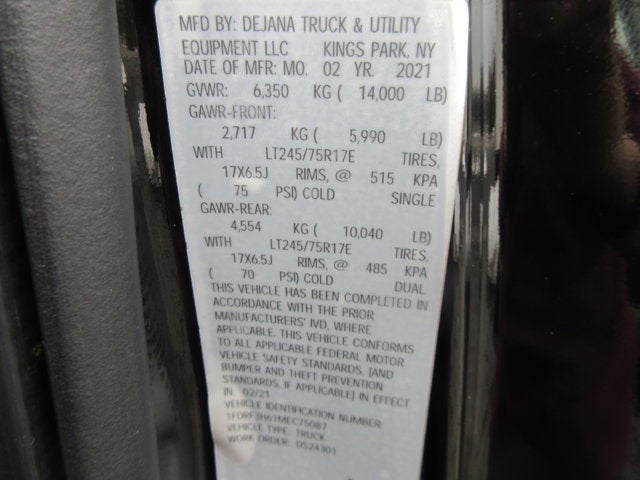 MFD BY: DEJANA TRUCK & UTILITY
EQUIPMENT LLC KINGS PARK, NY
DATE OF MFR: MO. 02 YR. 2021
GVWR: 6,350 KG ( 14,000 LB)
GAWR-FRONT:
2,717 KG ( 5,990 LB)
WITH LT245/75R17E TIRES,
17X6.5J RIMS, @ 515 KPA
( 75 PSI) COLD SINGLE
GAWR-REAR:
4,554 KG ( 10,040 LB)
WITH LT245/75R17E TIRES,
17X6.5J RIMS, @ 485 KPA
( 70 PSI) COLD DUAL
THIS VEHICLE HAS BEEN COMPLETED IN
ACCORDANCE WITH THE PRIOR
MANUFACTURERS' IVD, WHERE
APPLICABLE. THIS VEHICLE CONFORMS
TO ALL APPLICABLE FEDERAL MOTOR
VEHICLE SAFETY STANDARDS, [AND
BUMPER AND THEFT PREVENTION
STANDARDS, IF APPLICABLE] IN EFFECT
IN: 02/21
VEHICLE IDENTIFICATION NUMBER:
1FDRF3H61MEC75087
VEHICLE TYPE: TRUCK
WORK ORDER: DS24301